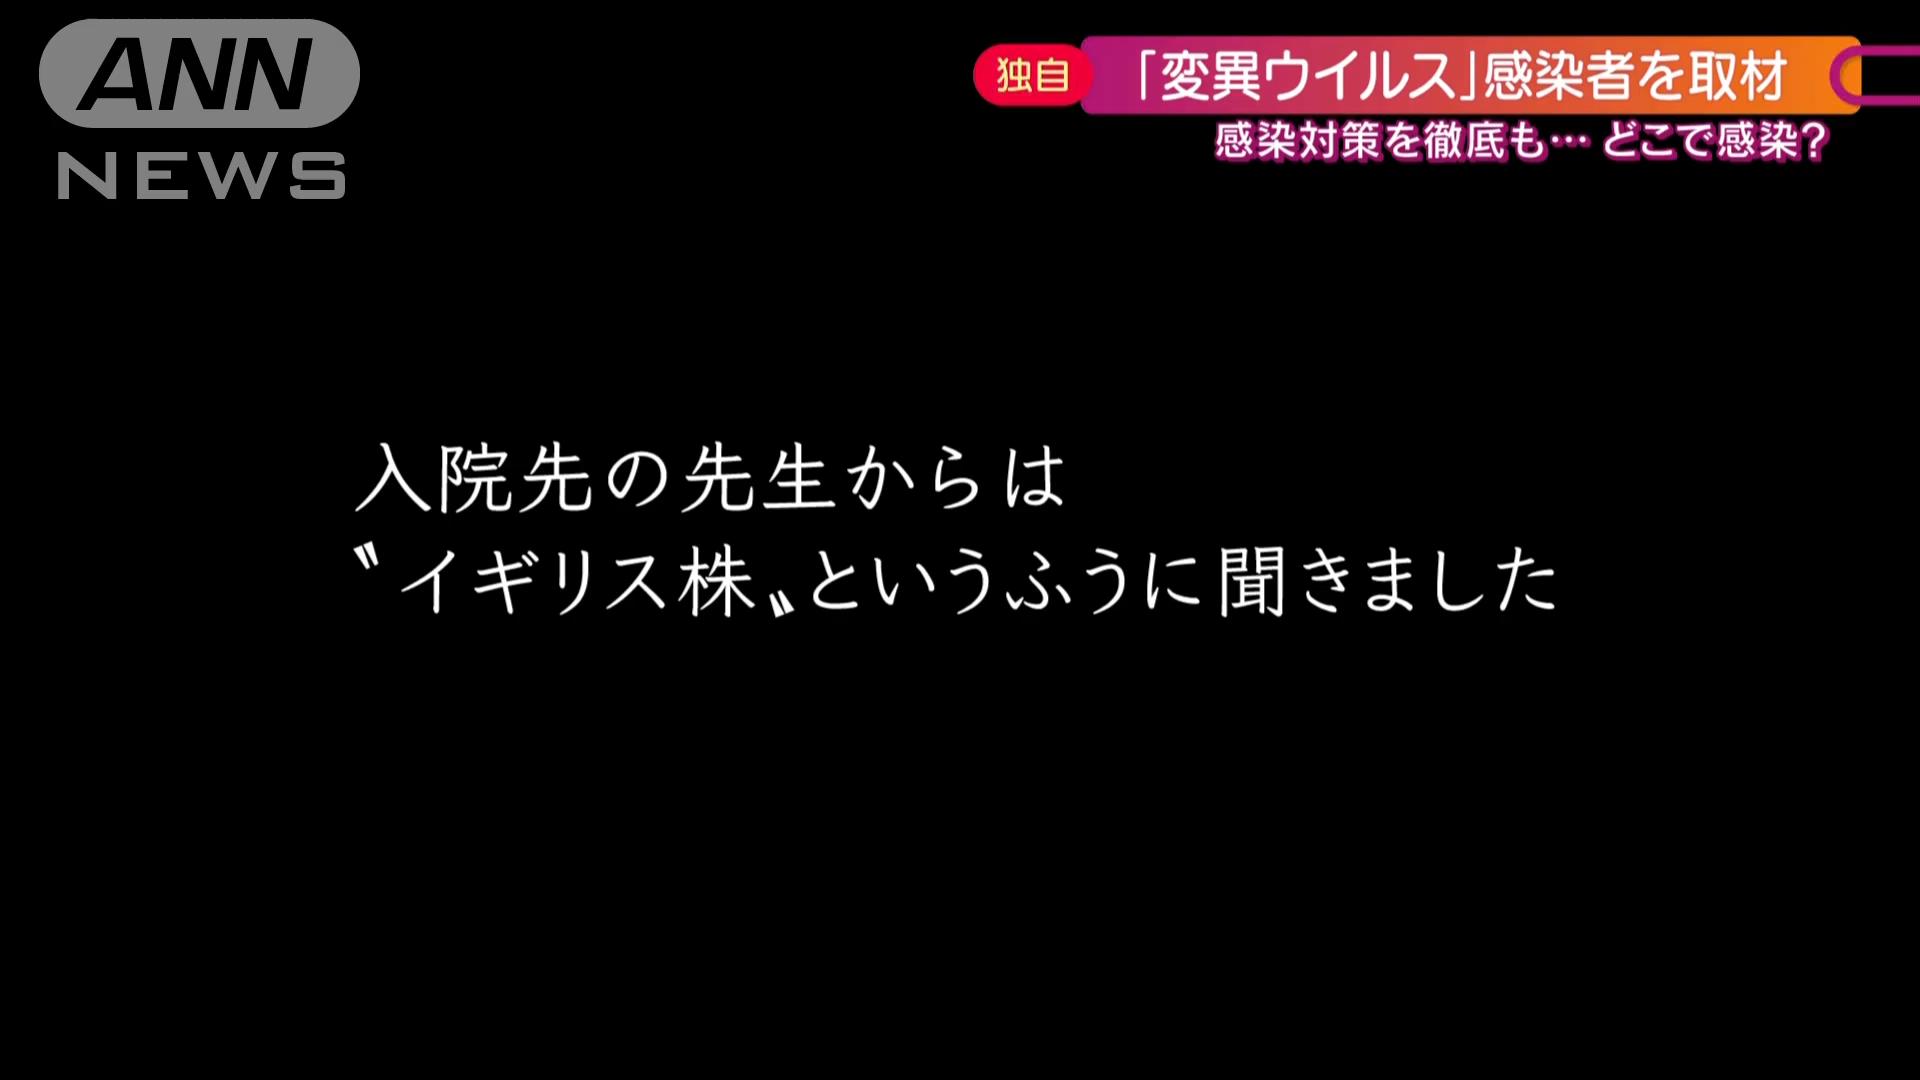 ANN
NEWS
独自
「変異ウイルス」感染者を取材
感染対策を徹底も… どこで感染?
入院先の先生からは
〝イギリス株〟というふうに聞きました